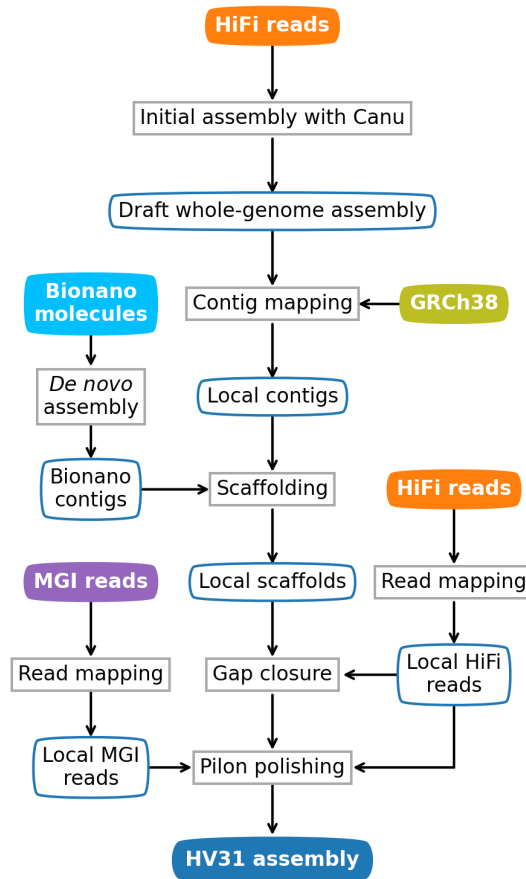 HiFi reads
Initial assembly with Canu
Draft whole-genome assembly
Bionano
molecules
Contig mapping
GRCh38
De novo
assembly
Local contigs
Bionano
contigs
Scaffolding
HiFi reads
MGI reads
Local scaffolds
Read mapping
Read mapping
Gap closure
Local HiFi
reads
Local MGI
reads
Pilon polishing
HV31 assembly